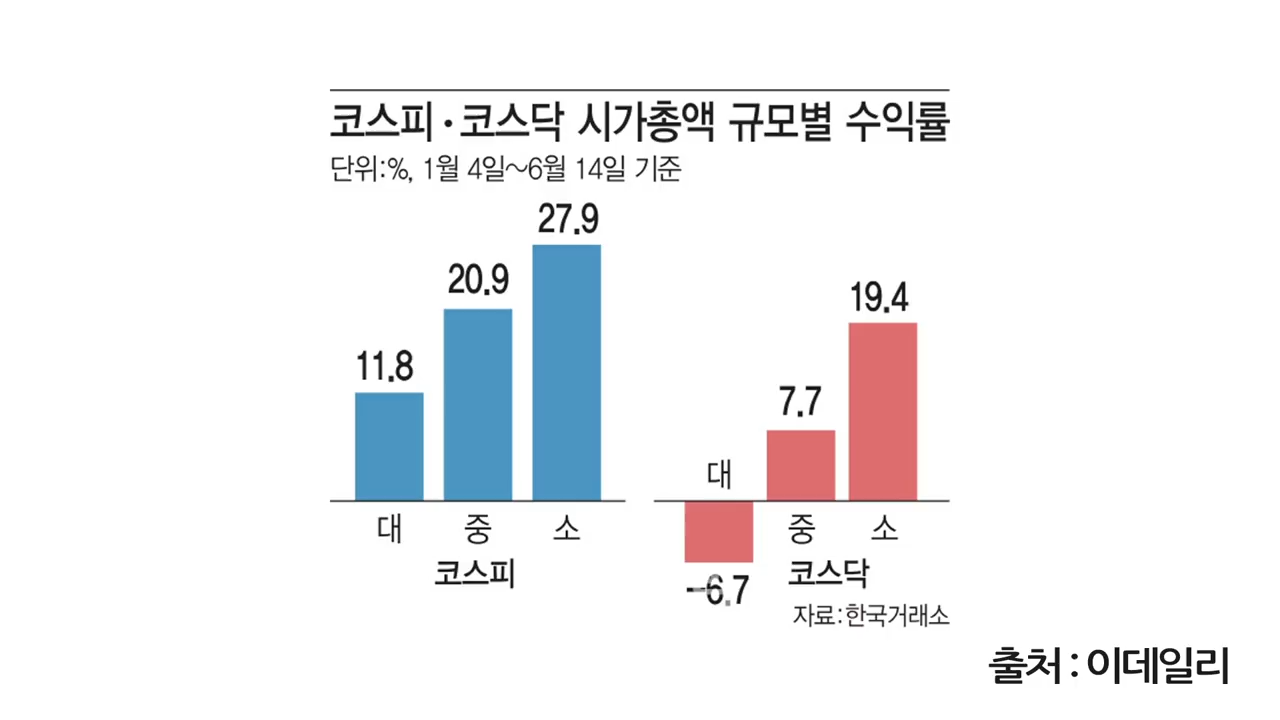 코스피·코스닥 시가총액 규모별 수익률
단위:%, 1월 4일~6월 14일 기준
27.9
20.9
11.8
대 중 소
코스피
19.4
7.7
대
중 소
-6.7
코스닥
자료:한국거래소
출처 : 이데일리